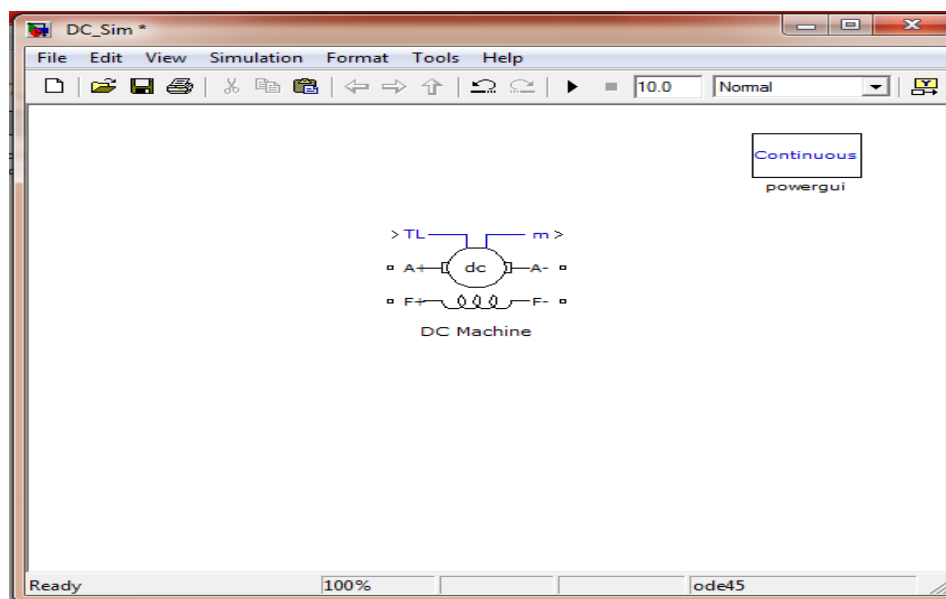 DC_Sim *
File Edit View Simulation Format Tools Help
10.0 Normal
Continuous
powergui
TL m
A+ dc A-
F+ F-
DC Machine
Ready 100% ode45